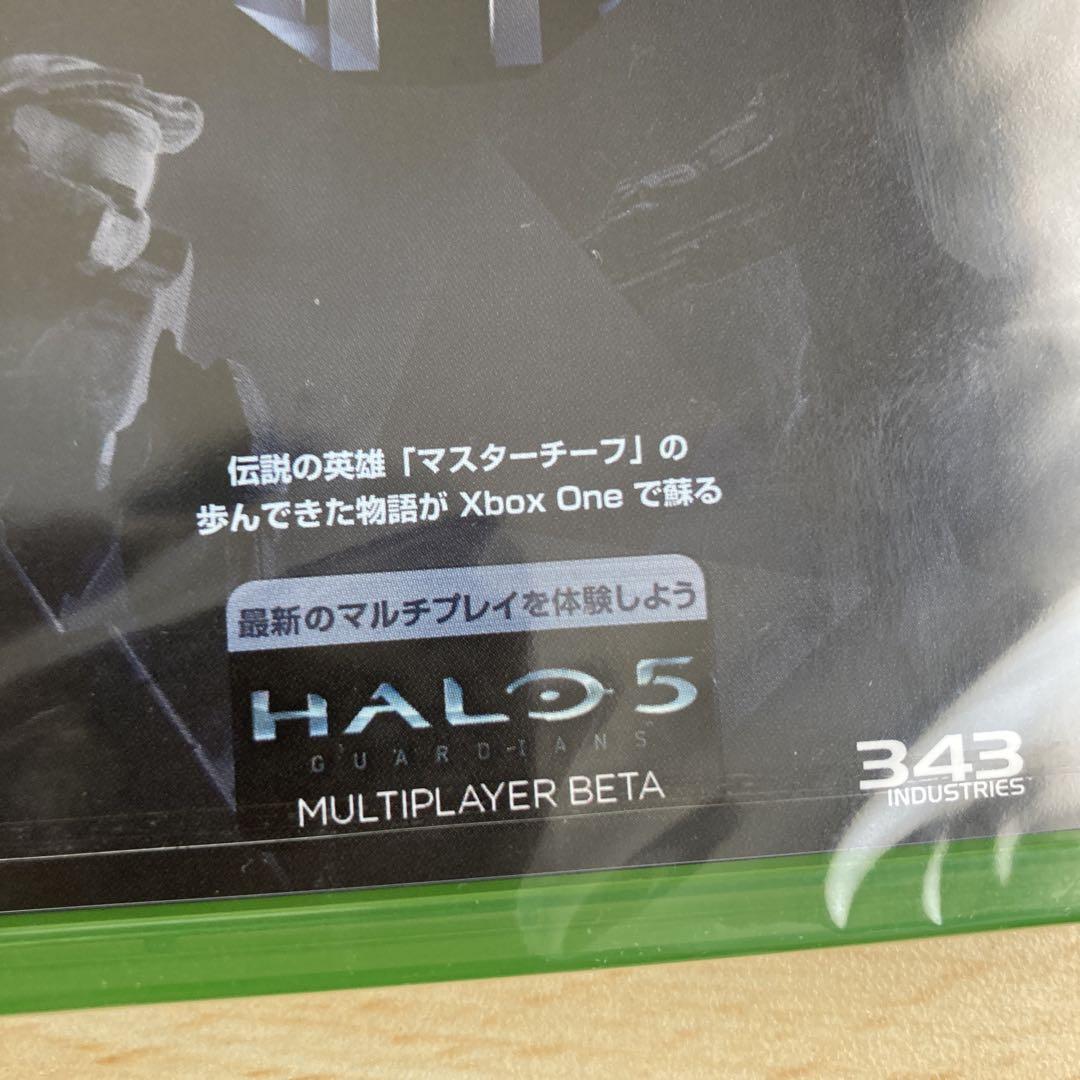 伝説の英雄「マスターチーフ」の
歩んできた物語が Xbox One で蘇る
最新のマルチプレイを体験しよう
HALO 5
GUARDIANS
MULTIPLAYER BETA
343
INDUSTRIES™